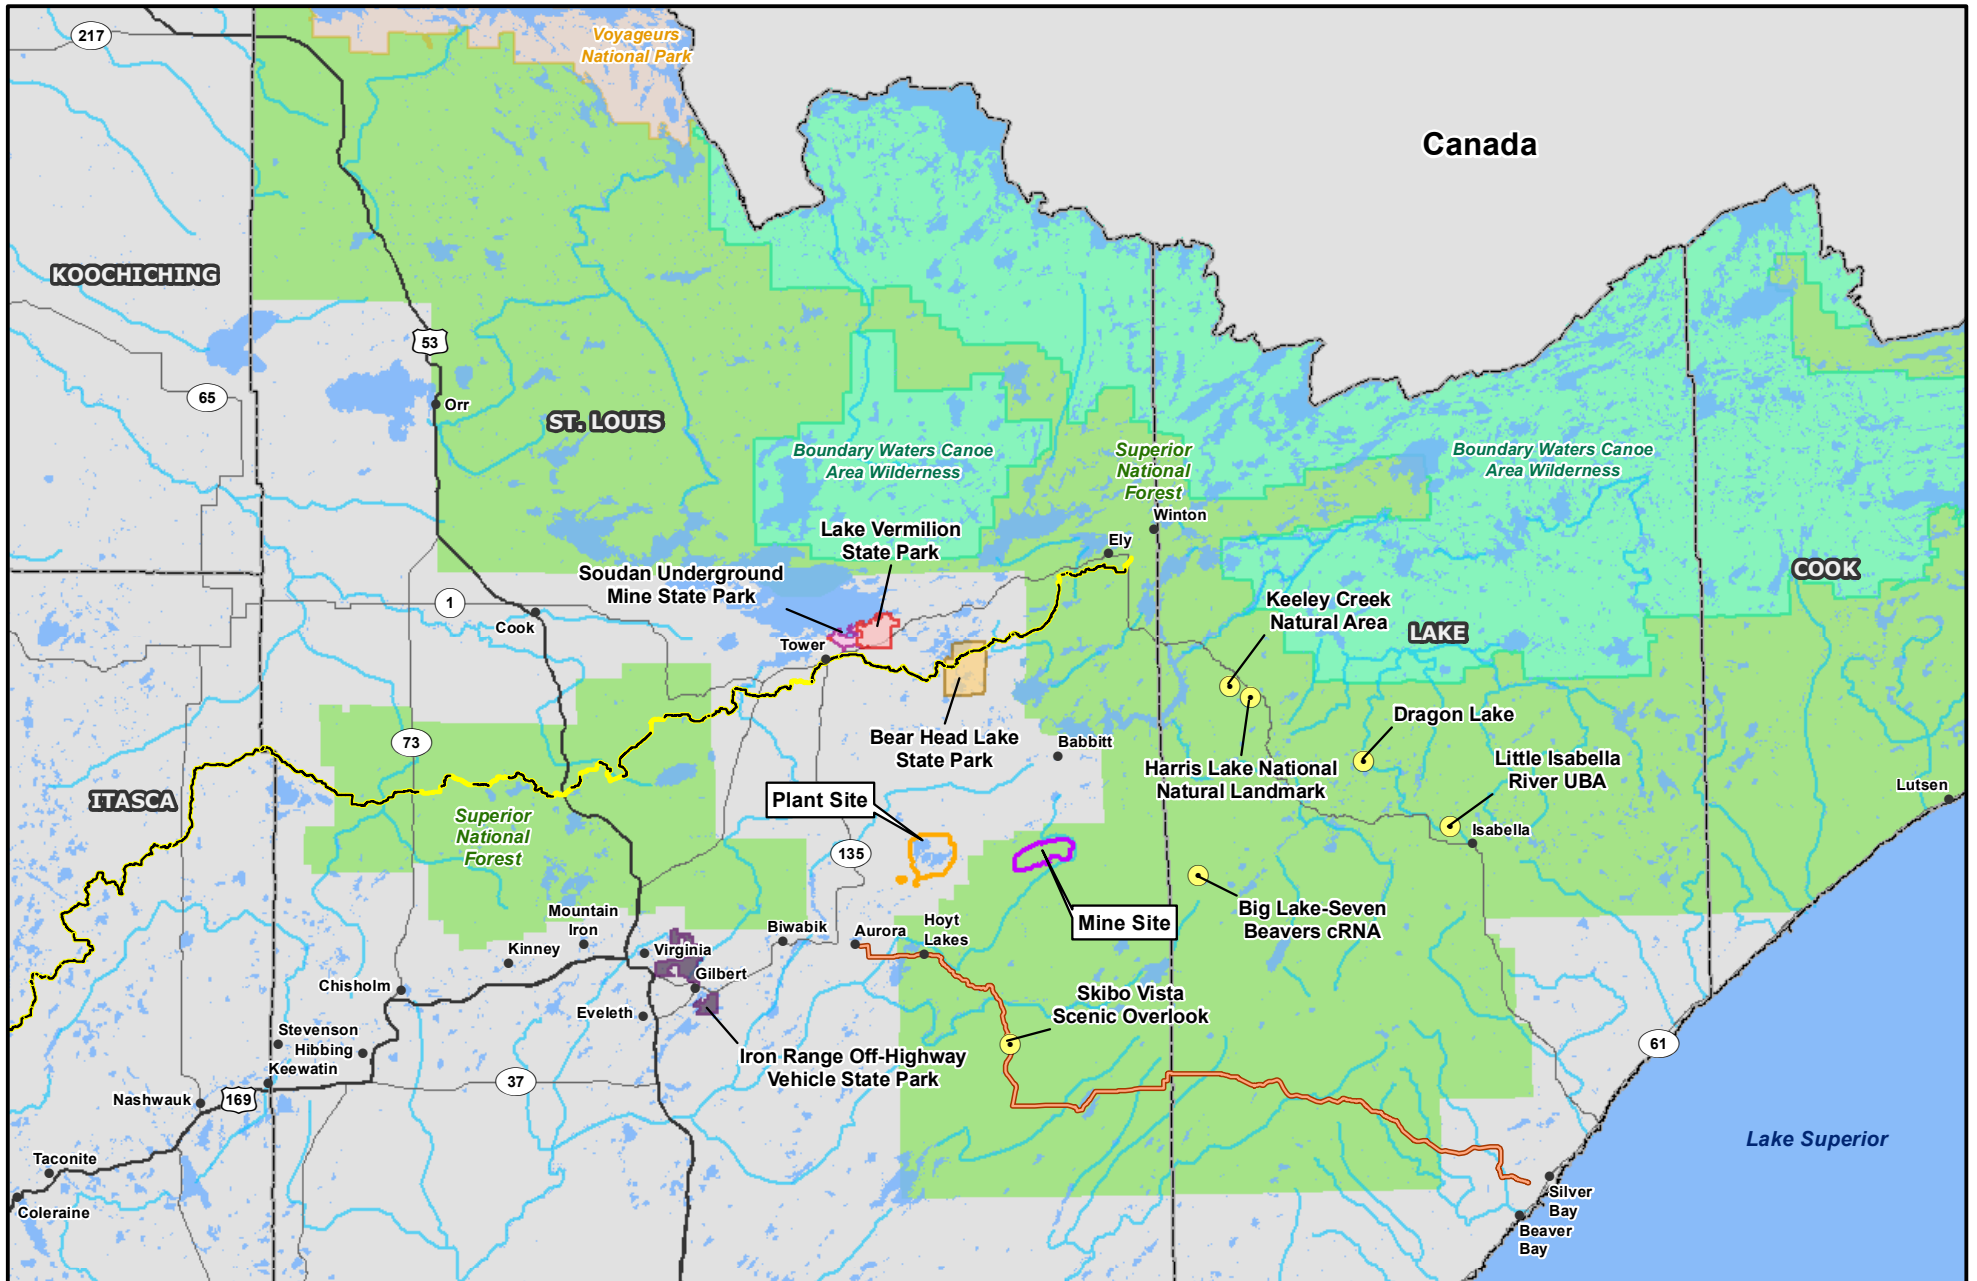 217
Voyageurs
National Park
Canada
KOOCHICHING
53
65
Orr
ST. LOUIS
Boundary Waters Canoe
Area Wilderness
Superior
National
Forest
Boundary Waters Canoe
Area Wilderness
Winton
Lake Vermilion
State Park
Ely
Soudan Underground
Mine State Park
COOK
1
Cook
Keeley Creek
Natural Area
LAKE
Tower
Dragon Lake
73
Bear Head Lake
State Park
Babbitt
Harris Lake National
Natural Landmark
Little Isabella
River UBA
Lutsen
ITASCA
Plant Site
Superior
National
Forest
Isabella
135
Mountain
Iron
Biwabik
Aurora
Hoyt
Lakes
Mine Site
Big Lake-Seven
Beavers cRNA
Kinney
Virginia
Gilbert
Chisholm
Eveleth
Skibo Vista
Scenic Overlook
Stevenson
Hibbing
Keewatin
Iron Range Off-Highway
Vehicle State Park
61
37
Nashwauk
169
Lake Superior
Taconite
Coleraine
Silver
Bay
Beaver
Bay